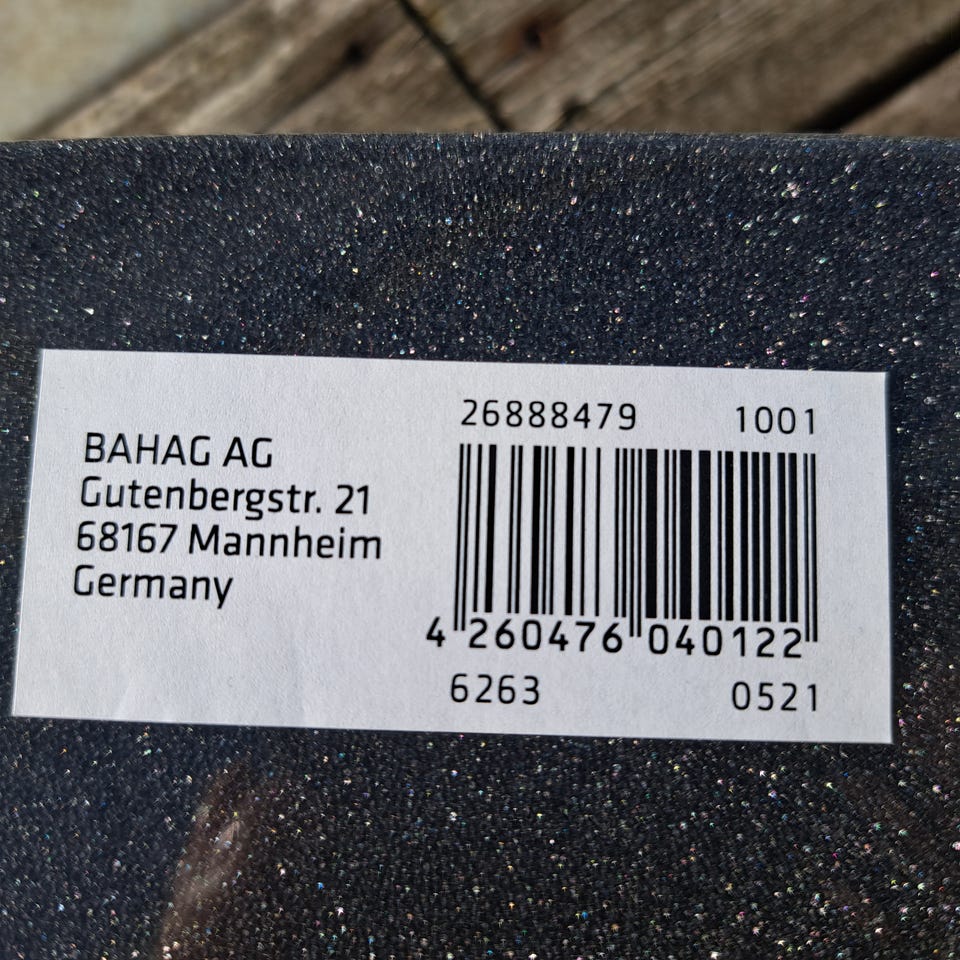 BAHAG AG
Gutenbergstr. 21
68167 Mannheim
Germany
26888479 1001
4 260476 040122
6263 0521